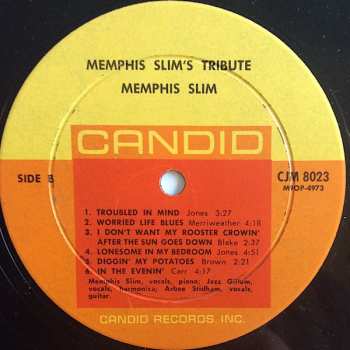 MEMPHIS SLIM'S TRIBUTE
MEMPHIS SLIM
CANDID
SIDE B
CJM 8023
M9OP-4973
1. TROUBLED IN MIND Jones 3:27
2. WORRIED LIFE BLUES Merriweather 4:18
3. I DON'T WANT MY ROOSTER CROWIN'
AFTER THE SUN GOES DOWN Blake 2:37
4. LONESOME IN MY BEDROOM Jones 4:51
5. DIGGIN' MY POTATOES Brown 2:21
6. IN THE EVENIN' Carr 4:17
Memphis Slim, vocals, piano; Jazz Gillum,
vocals, harmonica; Arbee Stidham, vocals,
guitar.
CANDID RECORDS, INC.